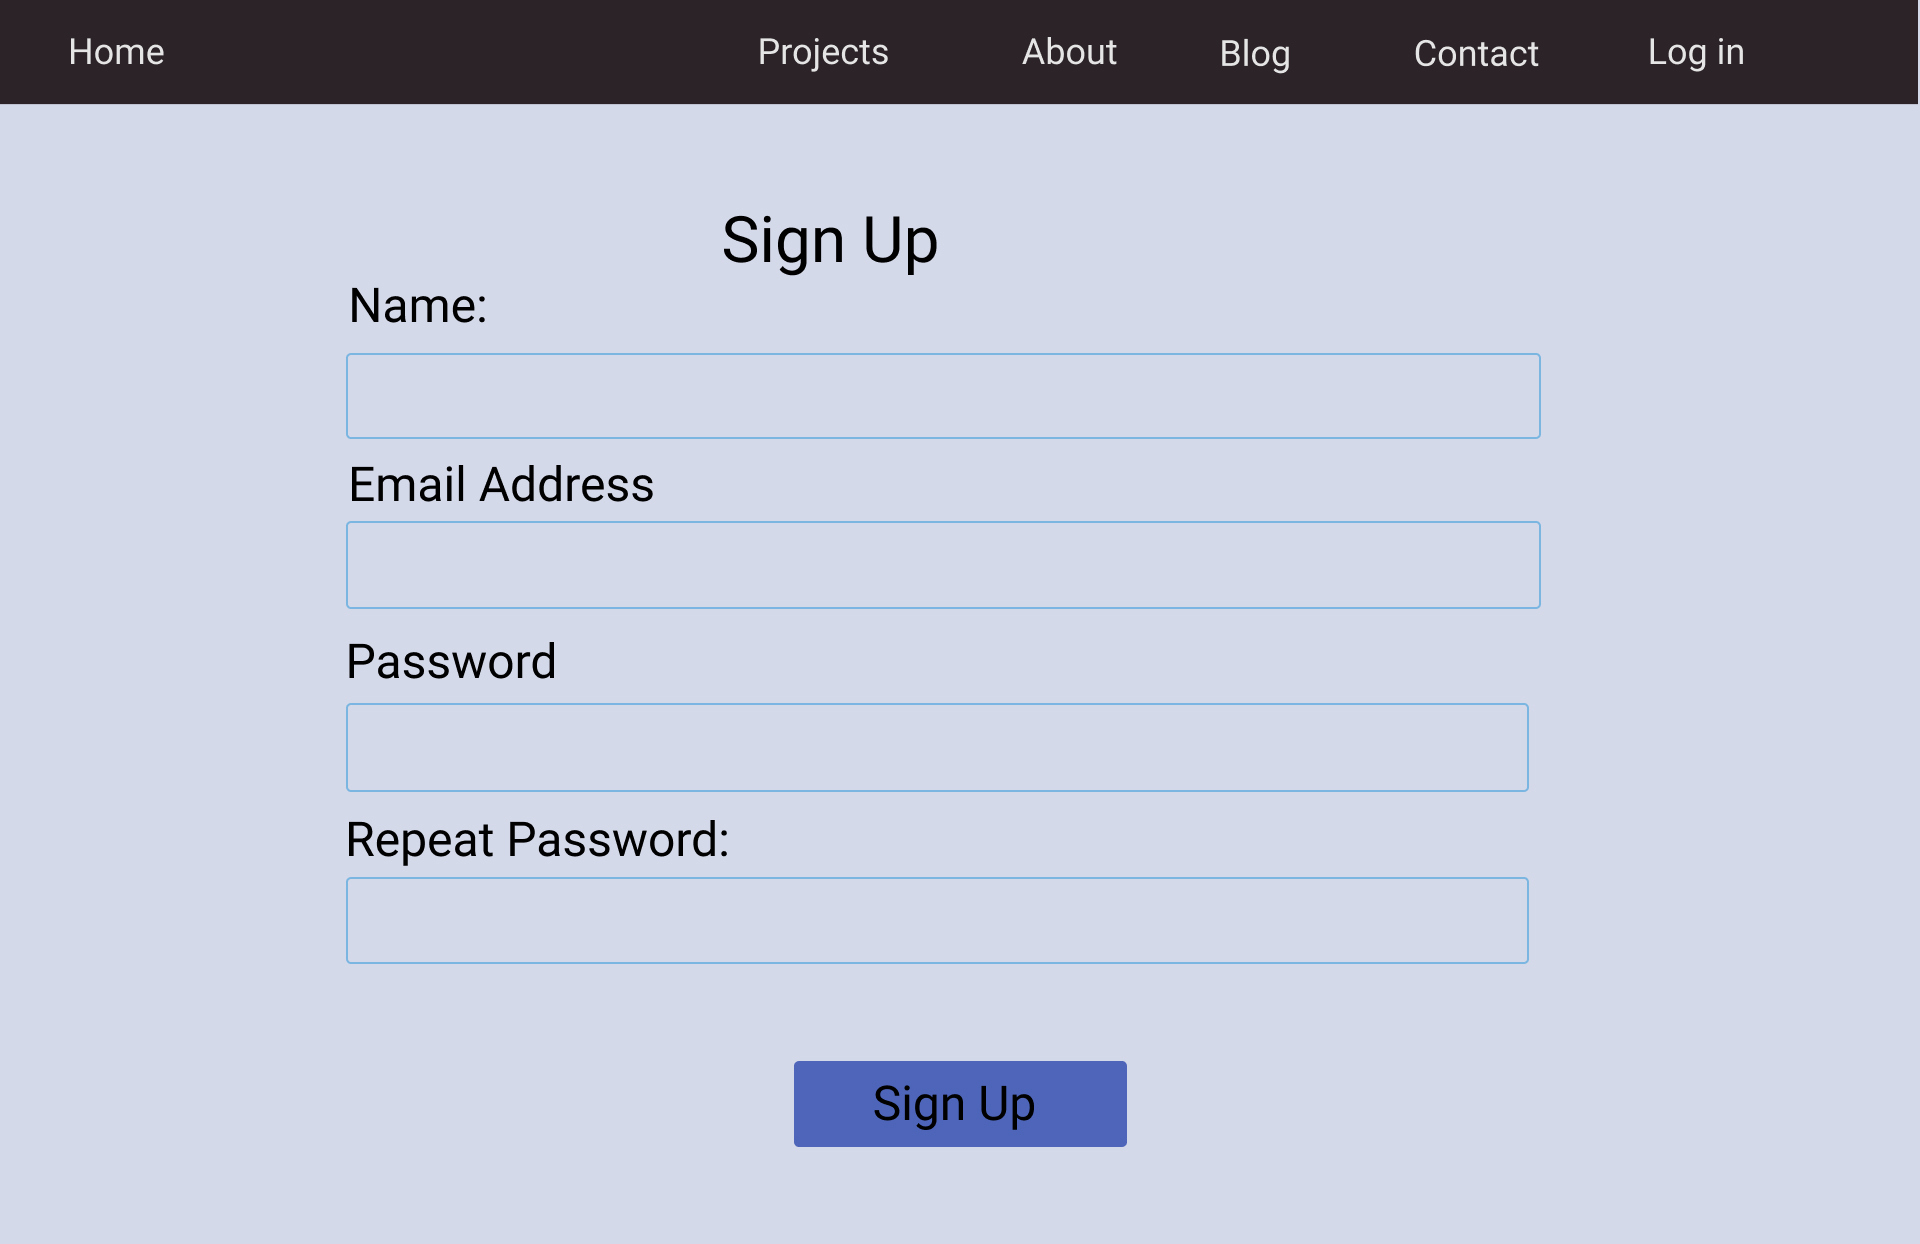 Home Projects About Blog Contact Log in
Sign Up
Name:
Email Address
Password
Repeat Password:
Sign Up